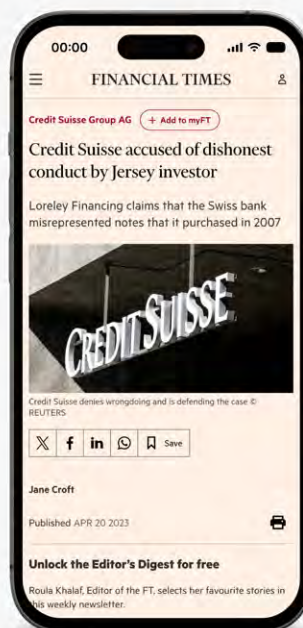 00:00
FINANCIAL TIMES
Credit Suisse Group AG + Add to myFT
Credit Suisse accused of dishonest
conduct by Jersey investor
Loreley Financing claims that the Swiss bank
misrepresented notes that it purchased in 2007
CREDIT SUISSE
Credit Suisse denies wrongdoing and is defending the case ©
REUTERS
X f in Save
Jane Croft
Published APR 20 2023
Unlock the Editor's Digest for free
Roula Khalaf, Editor of the FT, selects her favourite stories in
this weekly newsletter.